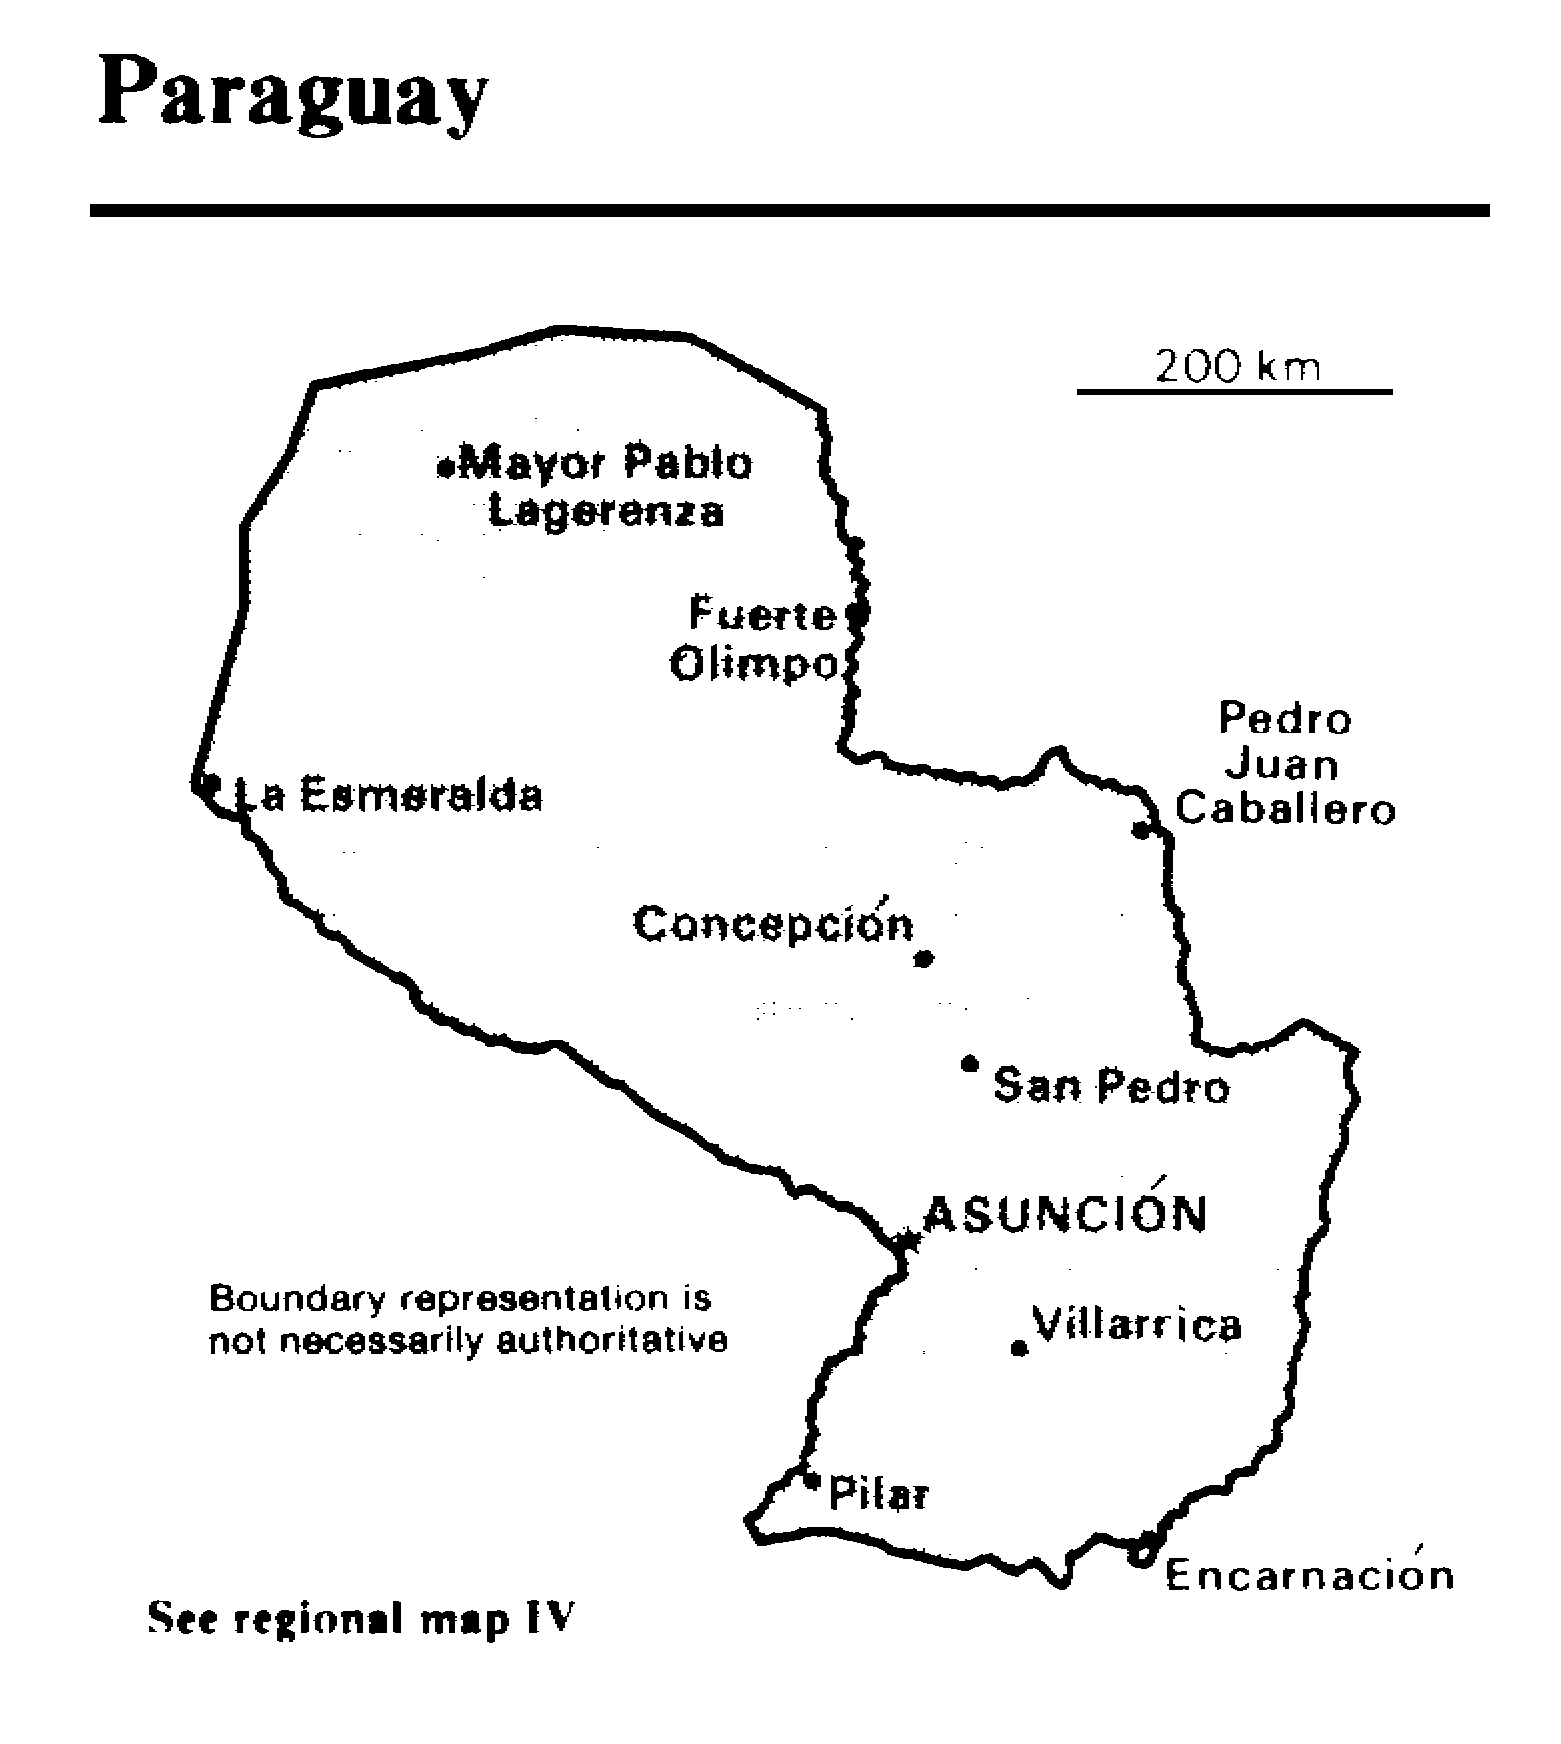 Paraguay
200 km
Mayor Pablo
Lagerenza
Fuerte
Olimpo
Pedro
Juan
Caballero
La Esmeralda
Concepción
San Pedro
ASUNCIÓN
Boundary representation is
not necessarily authoritative
Villarrica
Pilar
Encarnación
See regional map IV